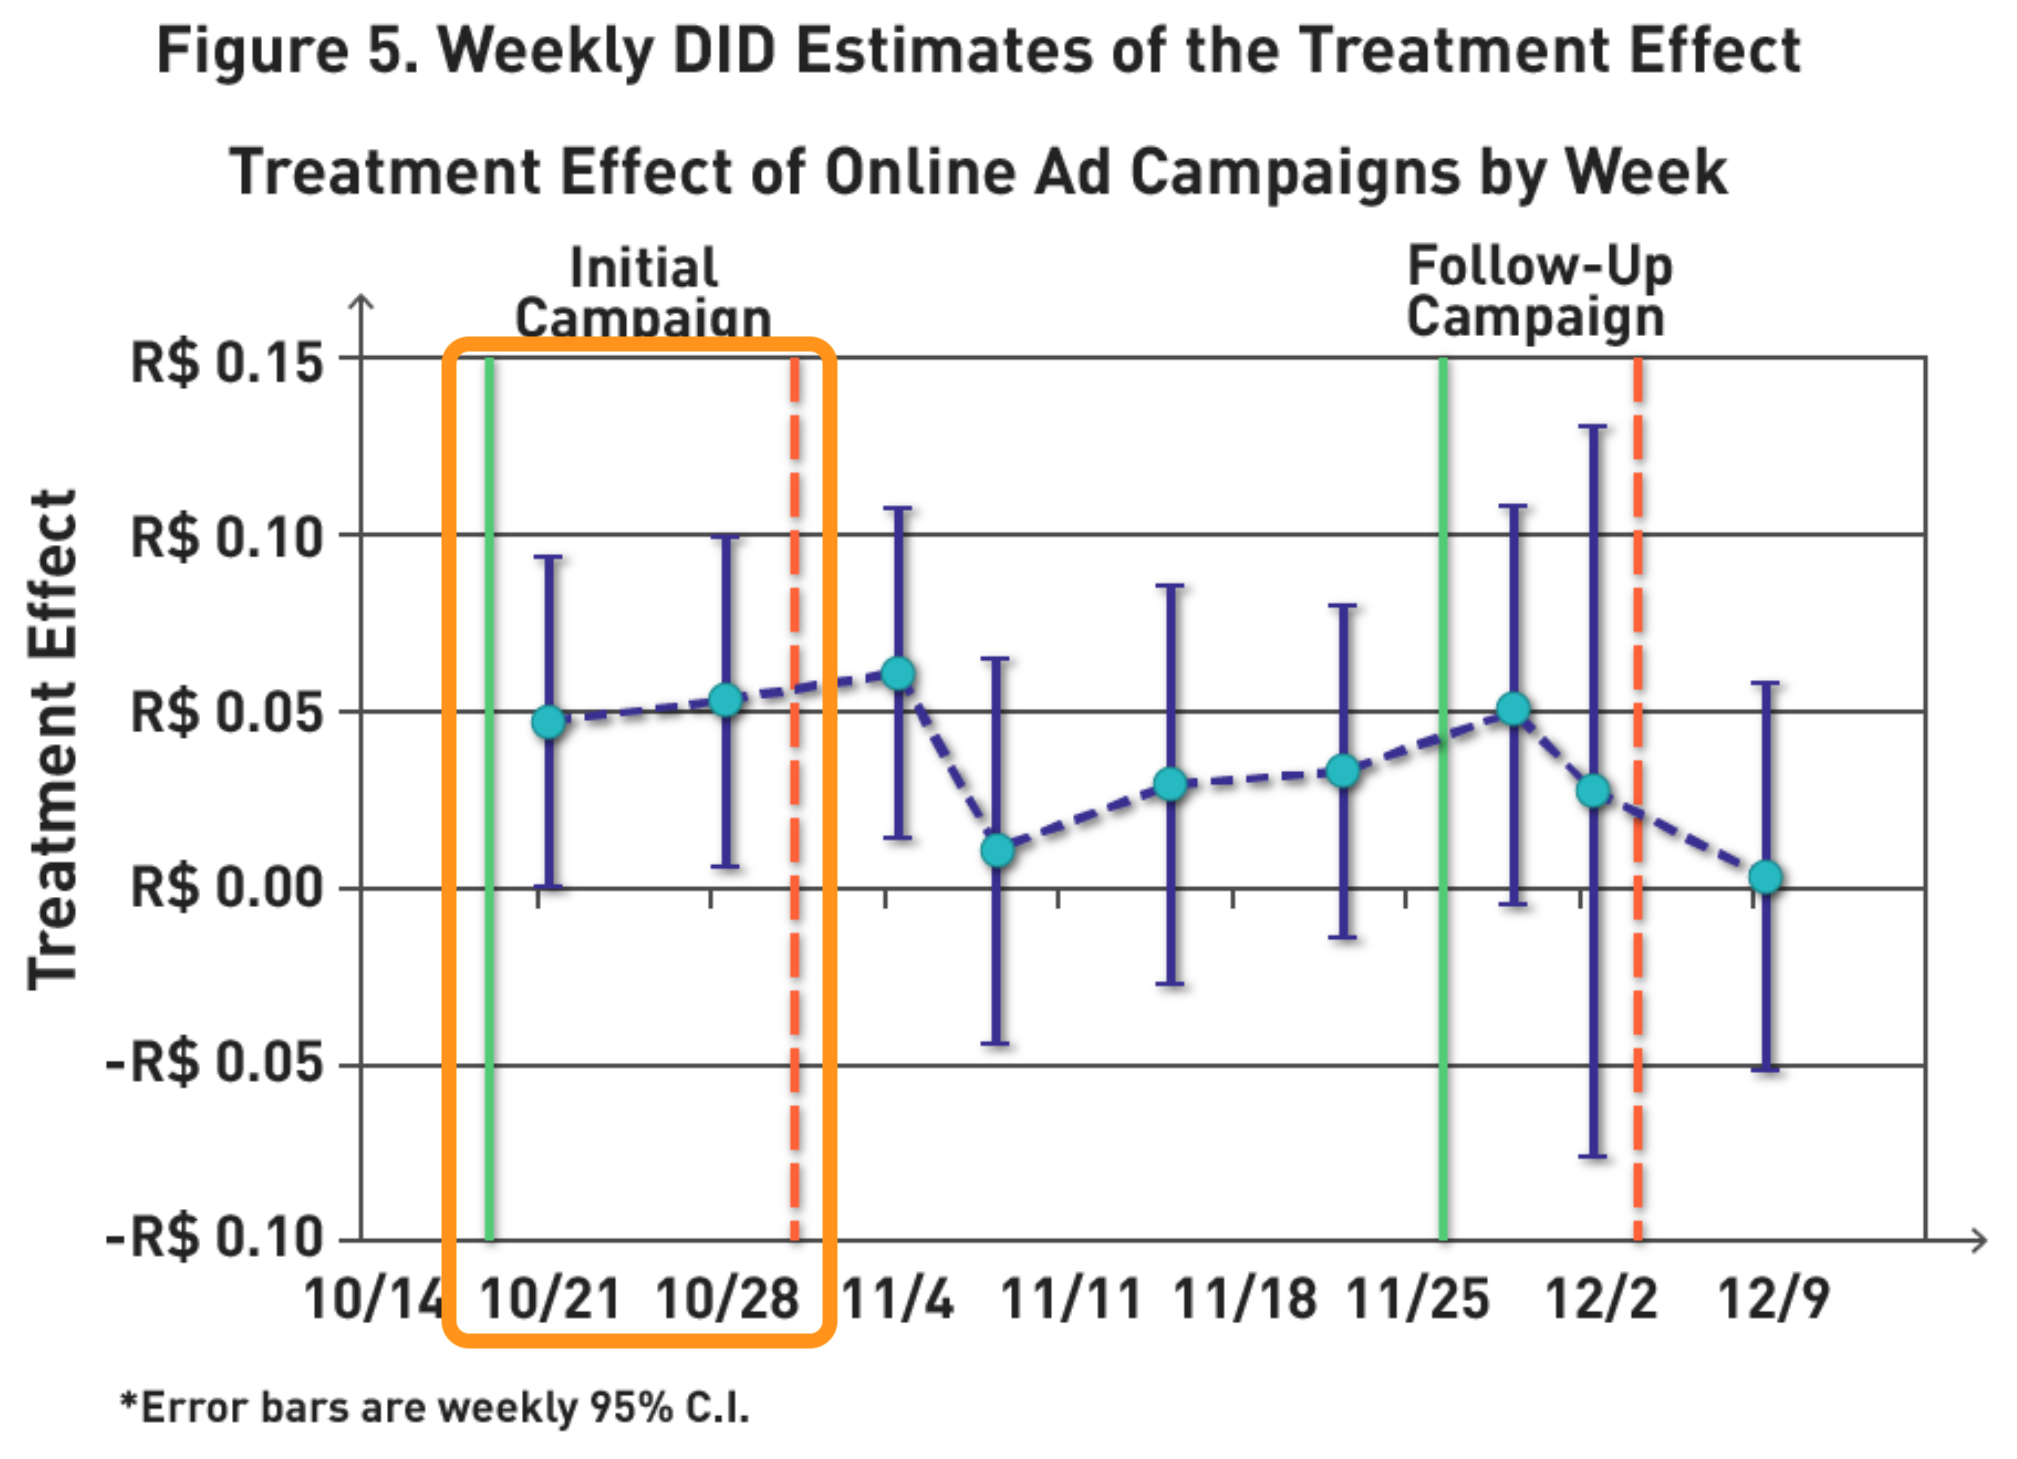 Figure 5. Weekly DID Estimates of the Treatment Effect
Treatment Effect of Online Ad Campaigns by Week
Initial
Campaign
Follow-Up
Campaign
Treatment Effect
R$ 0.15
R$ 0.10
R$ 0.05
R$ 0.00
-R$ 0.05
-R$ 0.10
10/14 10/21 10/28 11/4 11/11 11/18 11/25 12/2 12/9
*Error bars are weekly 95% C.I.